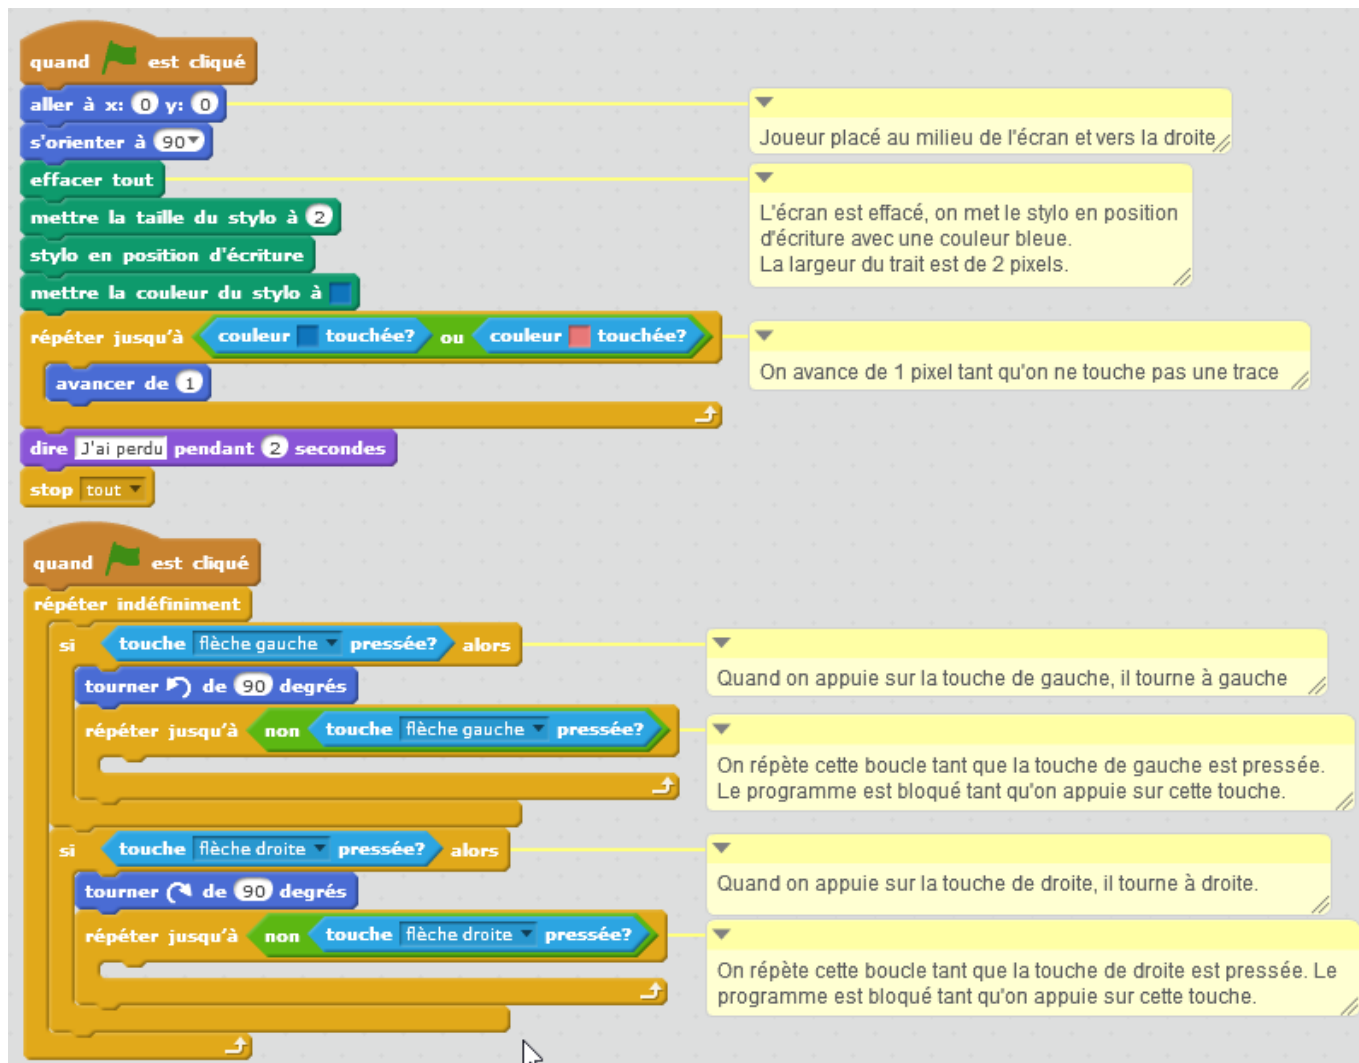 quand est cliqué
aller à x: 0 y: 0
Joueur placé au milieu de l'écran et vers la droite
s'orienter à 90
effacer tout
mettre la taille du stylo à 2
L'écran est effacé, on met le stylo en position
d'écriture avec une couleur bleue.
La largeur du trait est de 2 pixels.
stylo en position d'écriture
mettre la couleur du stylo à
répéter jusqu'à couleur touchée? ou couleur touchée?
On avance de 1 pixel tant qu'on ne touche pas une trace
avancer de 1
dire J'ai perdu pendant 2 secondes
stop tout
quand est cliqué
répéter indéfiniment
si touche flèche gauche pressée? alors
Quand on appuie sur la touche de gauche, il tourne à gauche
tourner de 90 degrés
répéter jusqu'à non touche flèche gauche pressée?
On répète cette boucle tant que la touche de gauche est pressée.
Le programme est bloqué tant qu'on appuie sur cette touche.
si touche flèche droite pressée? alors
Quand on appuie sur la touche de droite, il tourne à droite.
tourner de 90 degrés
répéter jusqu'à non touche flèche droite pressée?
On répète cette boucle tant que la touche de droite est pressée. Le
programme est bloqué tant qu'on appuie sur cette touche.